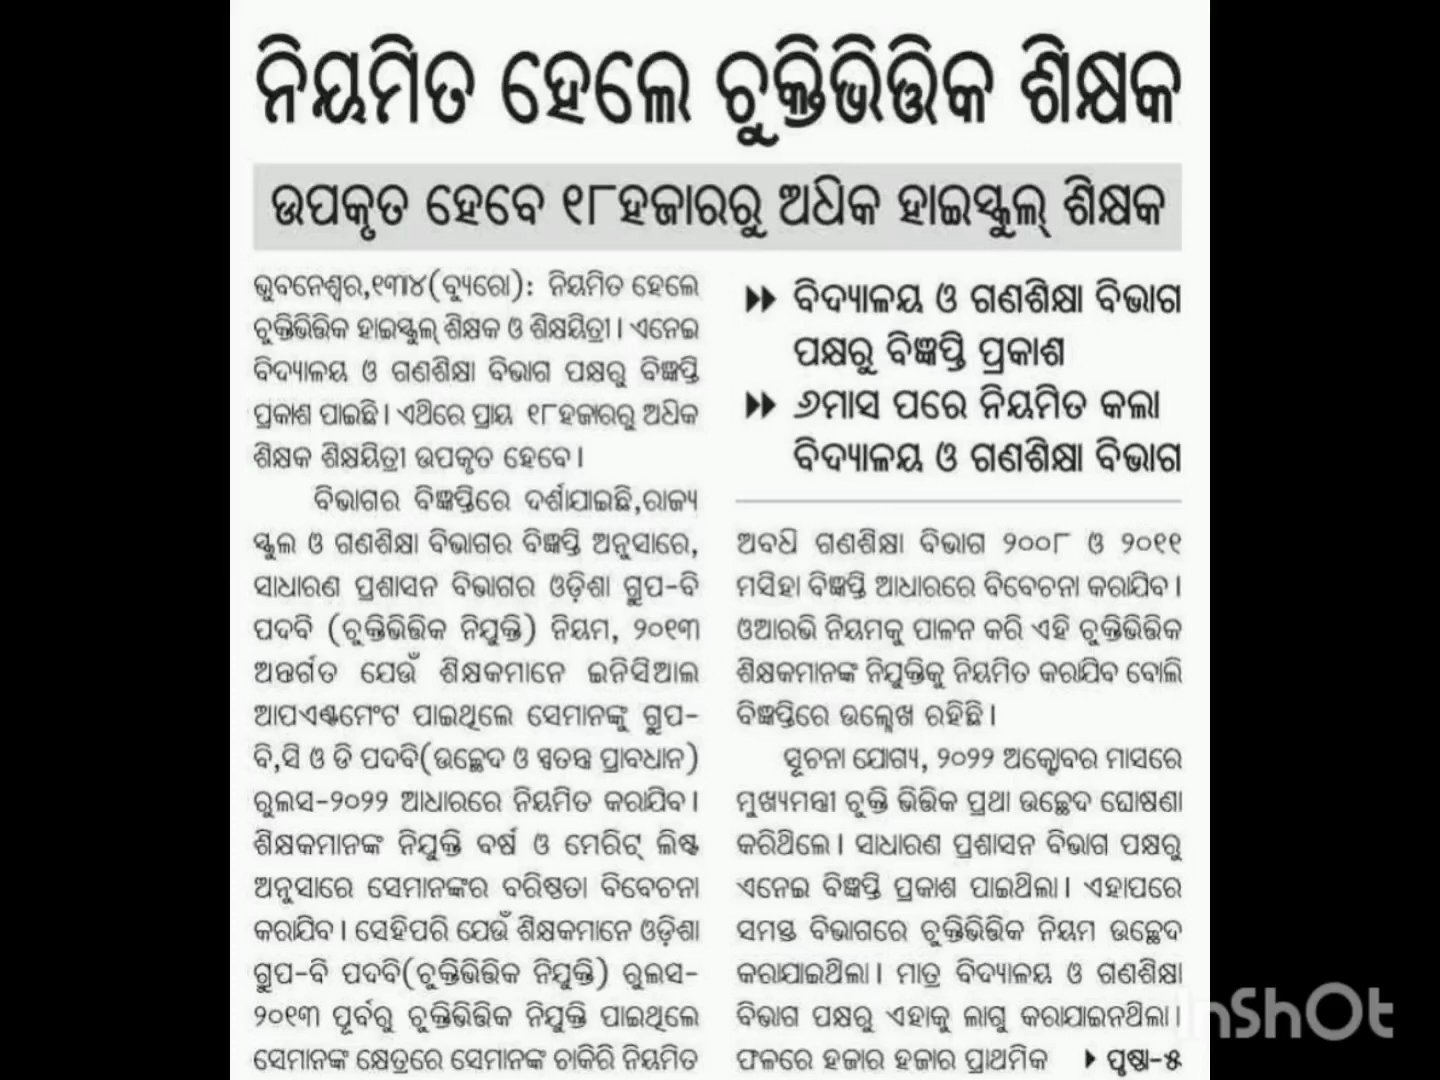 ନିୟମିତ ହେଲେ ଚୁକ୍ତିଭିତ୍ତିକ ଶିକ୍ଷକ
ଉପକୃତ ହେବେ ୧୮ହଜାରରୁ ଅଧିକ ହାଇସ୍କୁଲ୍ ଶିକ୍ଷକ
ଭୁବନେଶ୍ୱର,୧୩ା୪(ବ୍ୟୁରୋ): ନିୟମିତ ହେଲେ
ଚୁକ୍ତିଭିତ୍ତିକ ହାଇସ୍କୁଲ୍ ଶିକ୍ଷକ ଓ ଶିକ୍ଷୟିତ୍ରୀ। ଏନେଇ
ବିଦ୍ୟାଳୟ ଓ ଗଣଶିକ୍ଷା ବିଭାଗ ପକ୍ଷରୁ ବିଜ୍ଞପ୍ତି
ପ୍ରକାଶ ପାଇଛି। ଏଥିରେ ପ୍ରାୟ ୧୮ହଜାରରୁ ଅଧିକ
ଶିକ୍ଷକ ଶିକ୍ଷୟିତ୍ରୀ ଉପକୃତ ହେବେ।
ବିଭାଗର ବିଜ୍ଞପ୍ତିରେ ଦର୍ଶାଯାଇଛି,ରାଜ୍ୟ
ସ୍କୁଲ ଓ ଗଣଶିକ୍ଷା ବିଭାଗର ବିଜ୍ଞପ୍ତି ଅନୁସାରେ,
ସାଧାରଣ ପ୍ରଶାସନ ବିଭାଗର ଓଡ଼ିଶା ଗ୍ରୁପ-ବି
ପଦବି (ଚୁକ୍ତିଭିତ୍ତିକ ନିଯୁକ୍ତି) ନିୟମ, ୨୦୧୩
ଅନ୍ତର୍ଗତ ଯେଉଁ ଶିକ୍ଷକମାନେ ଇନିସିଆଲ
ଆପଏଣ୍ଟମେଂଟ ପାଇଥିଲେ ସେମାନଙ୍କୁ ଗ୍ରୁପ-
ବି,ସି ଓ ଡି ପଦବି(ଉଚ୍ଛେଦ ଓ ସ୍ୱତନ୍ତ୍ର ପ୍ରାବଧାନ)
ରୁଲସ-୨୦୨୨ ଆଧାରରେ ନିୟମିତ କରାଯିବ।
ଶିକ୍ଷକମାନଙ୍କ ନିଯୁକ୍ତି ବର୍ଷ ଓ ମେରିଟ୍ ଲିଷ୍ଟ
ଅନୁସାରେ ସେମାନଙ୍କର ବରିଷ୍ଠତା ବିବେଚନା
କରାଯିବ। ସେହିପରି ଯେଉଁ ଶିକ୍ଷକମାନେ ଓଡ଼ିଶା
ଗ୍ରୁପ-ବି ପଦବି(ଚୁକ୍ତିଭିତ୍ତିକ ନିଯୁକ୍ତି) ରୁଲସ-
୨୦୧୩ ପୂର୍ବରୁ ଚୁକ୍ତିଭିତ୍ତିକ ନିଯୁକ୍ତି ପାଇଥିଲେ
ସେମାନଙ୍କ କ୍ଷେତ୍ରରେ ସେମାନଙ୍କ ଚାକିରି ନିୟମିତ
ବିଦ୍ୟାଳୟ ଓ ଗଣଶିକ୍ଷା ବିଭାଗ
ପକ୍ଷରୁ ବିଜ୍ଞପ୍ତି ପ୍ରକାଶ
୬ମାସ ପରେ ନିୟମିତ କଲା
ବିଦ୍ୟାଳୟ ଓ ଗଣଶିକ୍ଷା ବିଭାଗ
ଅବଧି ଗଣଶିକ୍ଷା ବିଭାଗ ୨୦୦୮ ଓ ୨୦୧୧
ମସିହା ବିଜ୍ଞପ୍ତି ଆଧାରରେ ବିବେଚନା କରାଯିବ।
ଓଆରଭି ନିୟମକୁ ପାଳନ କରି ଏହି ଚୁକ୍ତିଭିତ୍ତିକ
ଶିକ୍ଷକମାନଙ୍କ ନିଯୁକ୍ତିକୁ ନିୟମିତ କରାଯିବ ବୋଲି
ବିଜ୍ଞପ୍ତିରେ ଉଲ୍ଲେଖ ରହିଛି।
ସୂଚନା ଯୋଗ୍ୟ, ୨୦୨୨ ଅକ୍ଟୋବର ମାସରେ
ମୁଖ୍ୟମନ୍ତ୍ରୀ ଚୁକ୍ତି ଭିତ୍ତିକ ପ୍ରଥା ଉଚ୍ଛେଦ ଘୋଷଣା
କରିଥିଲେ। ସାଧାରଣ ପ୍ରଶାସନ ବିଭାଗ ପକ୍ଷରୁ
ଏନେଇ ବିଜ୍ଞପ୍ତି ପ୍ରକାଶ ପାଇଥିଲା। ଏହାପରେ
ସମସ୍ତ ବିଭାଗରେ ଚୁକ୍ତିଭିତ୍ତିକ ନିୟମ ଉଚ୍ଛେଦ
କରାଯାଇଥିଲା। ମାତ୍ର ବିଦ୍ୟାଳୟ ଓ ଗଣଶିକ୍ଷା
ବିଭାଗ ପକ୍ଷରୁ ଏହାକୁ ଲାଗୁ କରାଯାଇନଥିଲା।
ଫଳରେ ହଜାର ହଜାର ପ୍ରାଥମିକ ▶ ପୃଷ୍ଠା-୫
InShOt